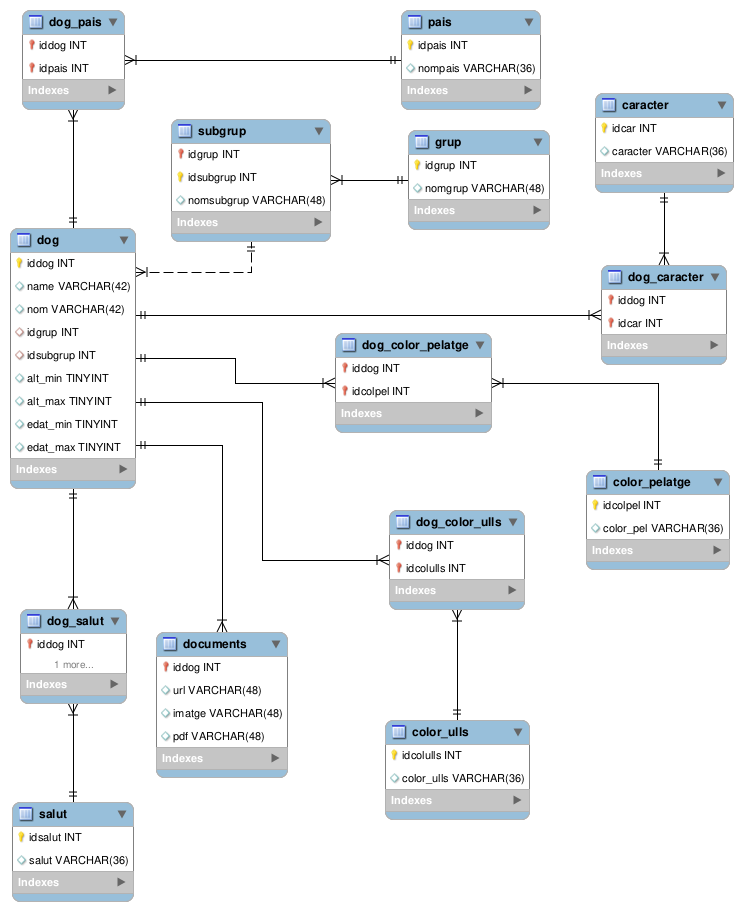 dog_pais
iddog INT
idpais INT
Indexes
pais
idpais INT
nompais VARCHAR(36)
Indexes
caracter
idcar INT
caracter VARCHAR(36)
Indexes
subgrup
idgrup INT
idsubgrup INT
nomsubgrup VARCHAR(48)
Indexes
grup
idgrup INT
nomgrup VARCHAR(48)
Indexes
dog
iddog INT
name VARCHAR(42)
nom VARCHAR(42)
idgrup INT
idsubgrup INT
alt_min TINYINT
alt_max TINYINT
edat_min TINYINT
edat_max TINYINT
Indexes
dog_caracter
iddog INT
idcar INT
Indexes
dog_color_pelatge
iddog INT
idcolpel INT
Indexes
color_pelatge
idcolpel INT
color_pel VARCHAR(36)
Indexes
dog_color_ulls
iddog INT
idcolulls INT
Indexes
dog_salut
iddog INT
1 more...
Indexes
documents
iddog INT
url VARCHAR(48)
imatge VARCHAR(48)
pdf VARCHAR(48)
Indexes
color_ulls
idcolulls INT
color_ulls VARCHAR(36)
Indexes
salut
idsalut INT
salut VARCHAR(36)
Indexes